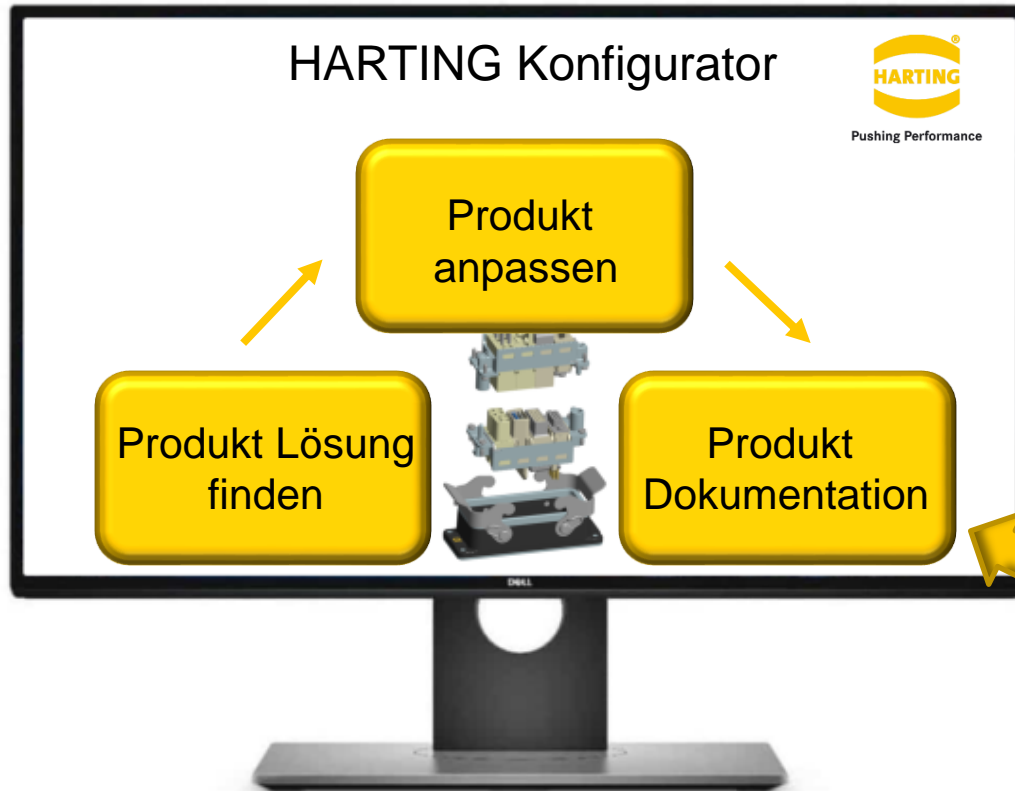 HARTING Konfigurator
®
HARTING
Pushing Performance
Produkt
anpassen
Produkt Lösung
finden
Produkt
Dokumentation
DELL